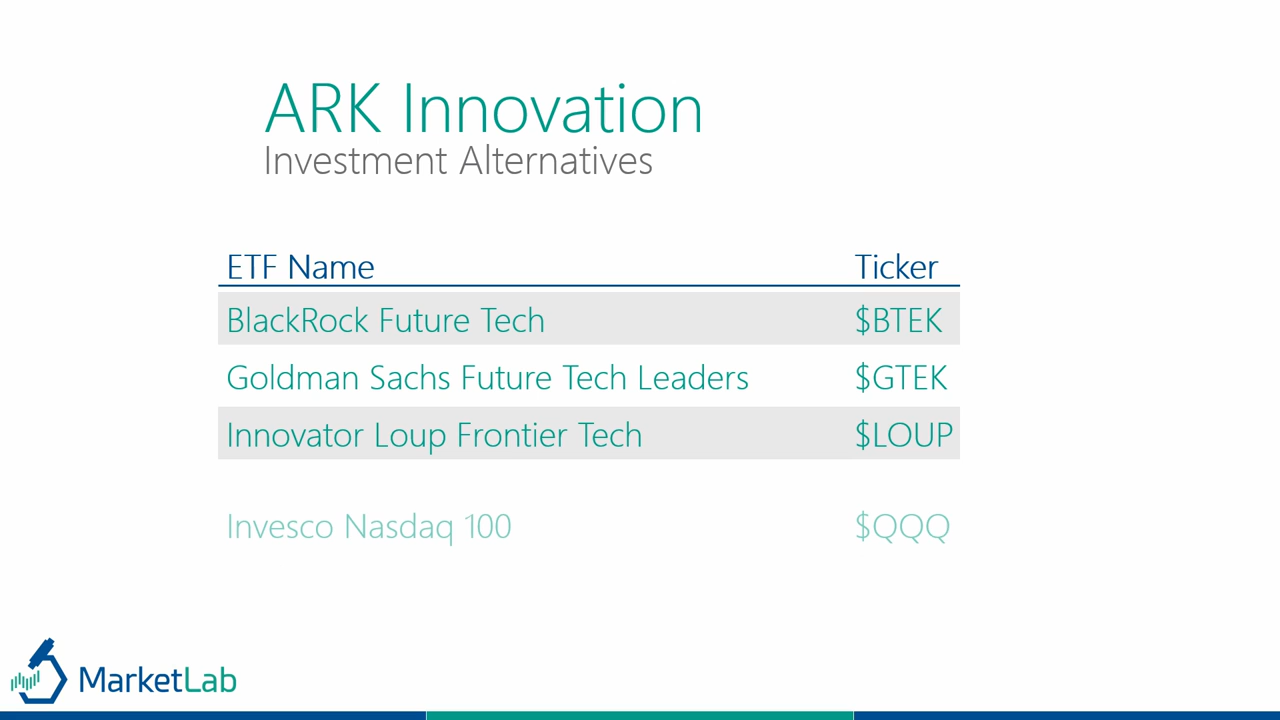 ARK Innovation
Investment Alternatives
ETF Name Ticker
BlackRock Future Tech $BTEK
Goldman Sachs Future Tech Leaders $GTEK
Innovator Loup Frontier Tech $LOUP
Invesco Nasdaq 100 $QQQ
MarketLab